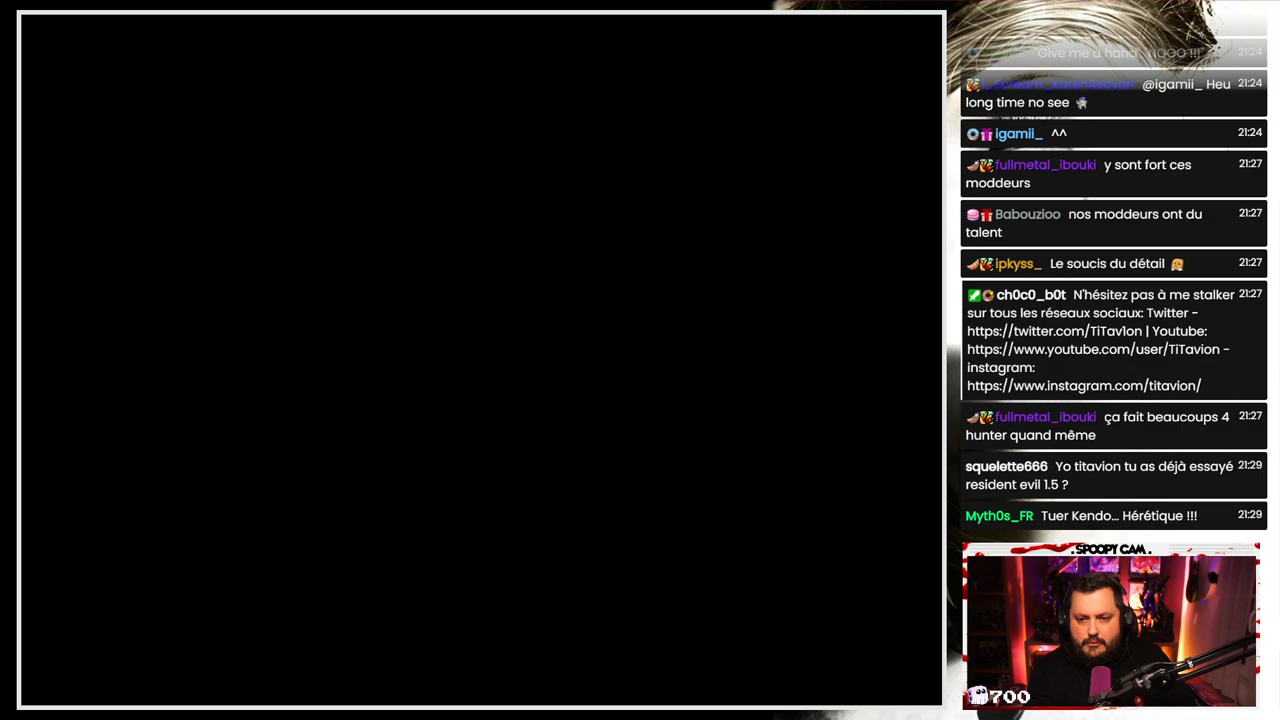 "Give me a hand". NOOO !!!" 21:24
I_Scream_KarenAsoyan @igamii_ Heu 21:24
long time no see
igamii_ ^^ 21:24
fullmetal_ibouki y sont fort ces 21:27
moddeurs
Babouzioo nos moddeurs ont du 21:27
talent
ipkyss_ Le soucis du détail 21:27
ch0c0_b0t N'hésitez pas à me stalker 21:27
sur tous les réseaux sociaux: Twitter -
https://twitter.com/TiTav1on | Youtube:
https://www.youtube.com/user/TiTavion -
instagram:
https://www.instagram.com/titavion/
fullmetal_ibouki ça fait beaucoups 4 21:27
hunter quand même
squelette666 Yo titavion tu as déjà essayé 21:29
resident evil 1.5 ?
Myth0s_FR Tuer Kendo... Hérétique !!! 21:29
. SPOOPY CAM .
700